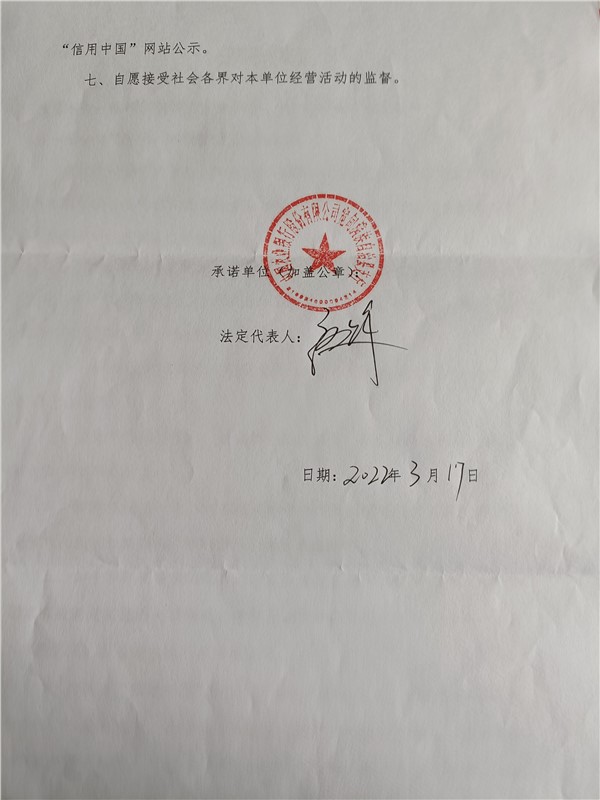 “信用中国”网站公示。
七、自愿接受社会各界对本单位经营活动的监督。
承诺单位（加盖公章）：
法定代表人：
日期：2022年3月17日